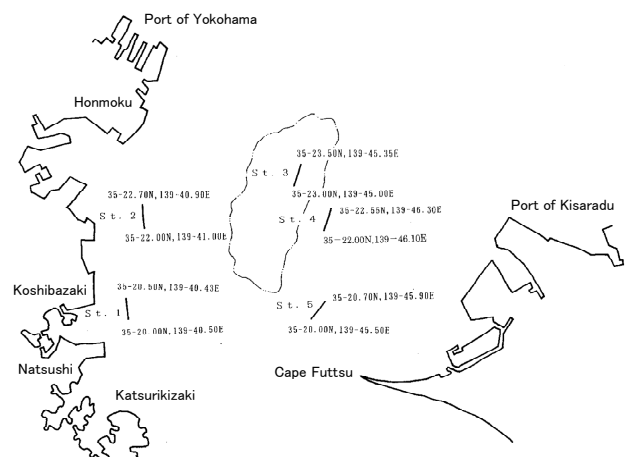 Port of Yokohama
Honmoku
35-23.50N,139-45.35E
St. 3
35-23.00N,139-45.00E
35-22.70N,139-40.90E
St. 2
35-22.00N,139-41.00E
St. 4
35-22.55N,139-46.30E
35-22.00N,139-46.10E
Port of Kisaradu
Koshibazaki
35-20.50N,139-40.43E
St. 1
35-20.00N,139-40.50E
St. 5
35-20.70N,139-45.90E
35-20.00N,139-45.50E
Natsushi
Cape Futtsu
Katsurikizaki